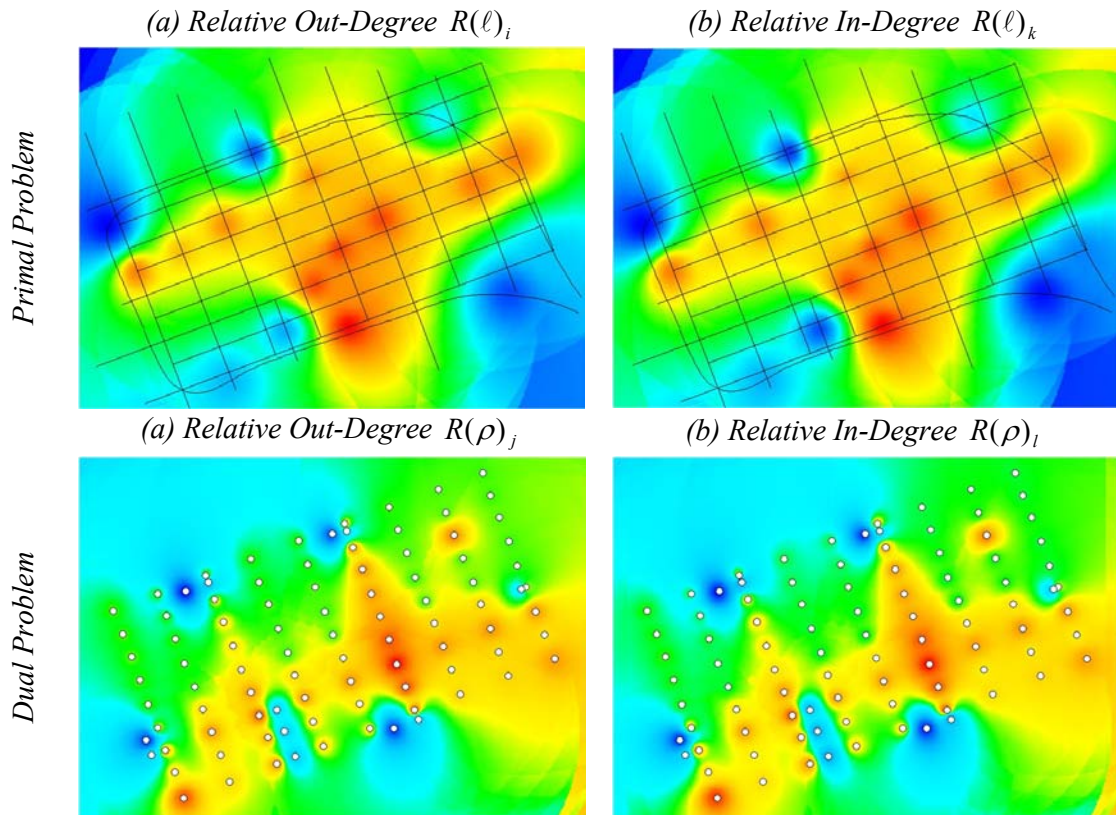 (a) Relative Out-Degree R(ℓ)ᵢ
(b) Relative In-Degree R(ℓ)ₖ
Primal Problem
(a) Relative Out-Degree R(ρ)ⱼ
(b) Relative In-Degree R(ρ)ₗ
Dual Problem